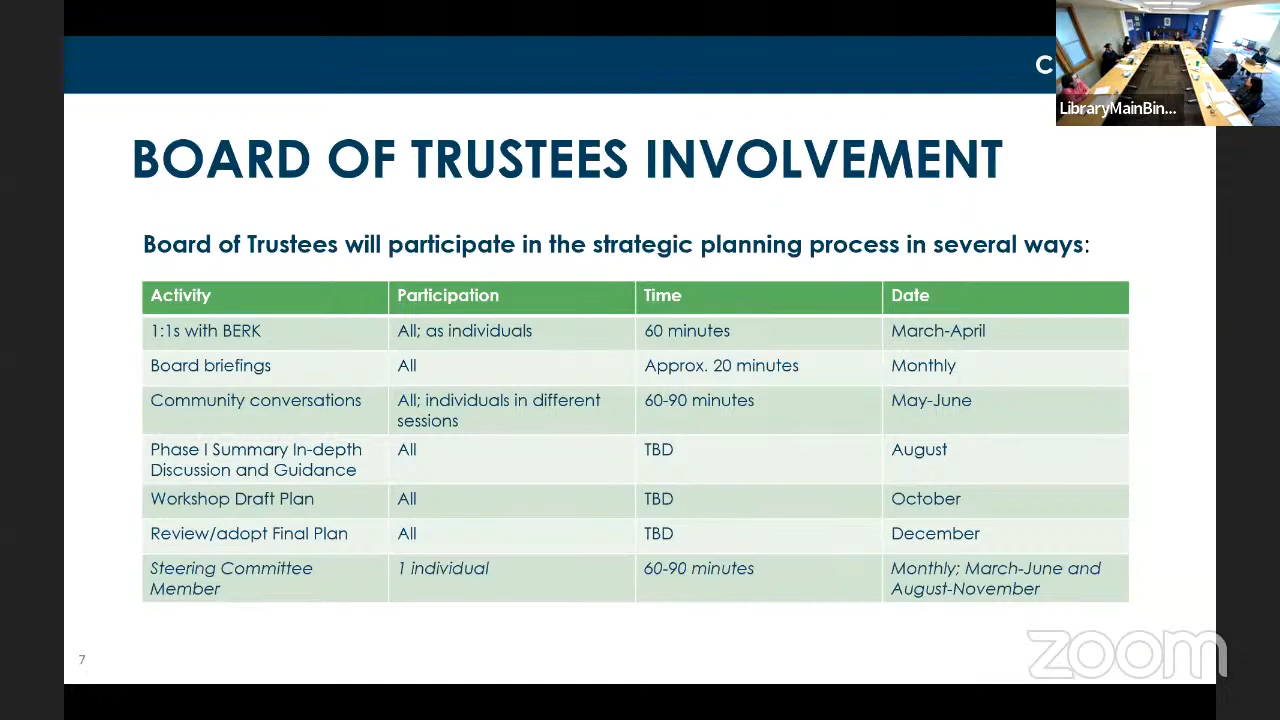 C
LibraryMainBin...
BOARD OF TRUSTEES INVOLVEMENT
Board of Trustees will participate in the strategic planning process in several ways:
Activity Participation Time Date
1:1s with BERK All; as individuals 60 minutes March-April
Board briefings All Approx. 20 minutes Monthly
Community conversations All; individuals in different sessions 60-90 minutes May-June
Phase I Summary In-depth Discussion and Guidance All TBD August
Workshop Draft Plan All TBD October
Review/adopt Final Plan All TBD December
Steering Committee Member 1 individual 60-90 minutes Monthly; March-June and August-November
7
zoom